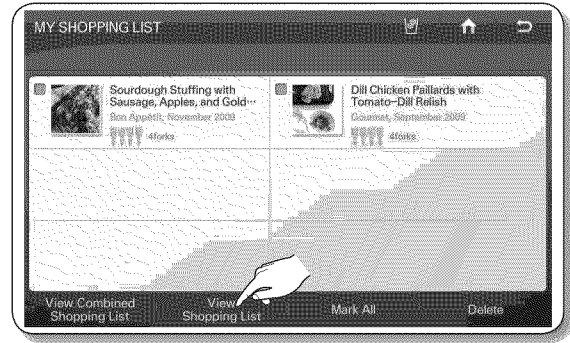 MY SHOPPING LIST
Sourdough Stuffing with
Sausage, Apples, and Gold···
Bon Appétit, November 2009
4forks
Dill Chicken Paillards with
Tomato-Dill Relish
Gourmet, September 2009
4forks
View Combined
Shopping List
View
Shopping List
Mark All
Delete